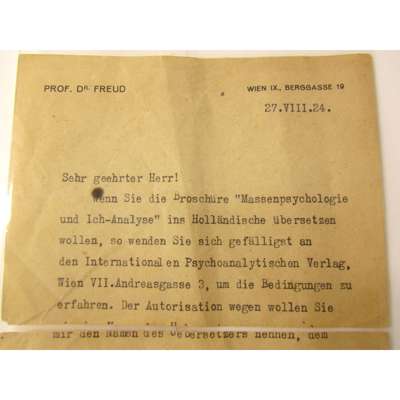 PROF. DR. FREUD
WIEN IX., BERGGASSE 19
27.VIII.24.
Sehr geehrter Herr!
Wenn Sie die Broschüre "Massenpsychologie
und Ich-Analyse" ins Holländische übersetzen
wollen, so wenden Sie sich gefälligst an
den Internationalen Psychoanalytischen Verlag,
Wien VII. Andreasgasse 3, um die Bedingungen zu
erfahren. Der Autorisation wegen wollen Sie
mir den Namen des Uebersetzers nennen, dem